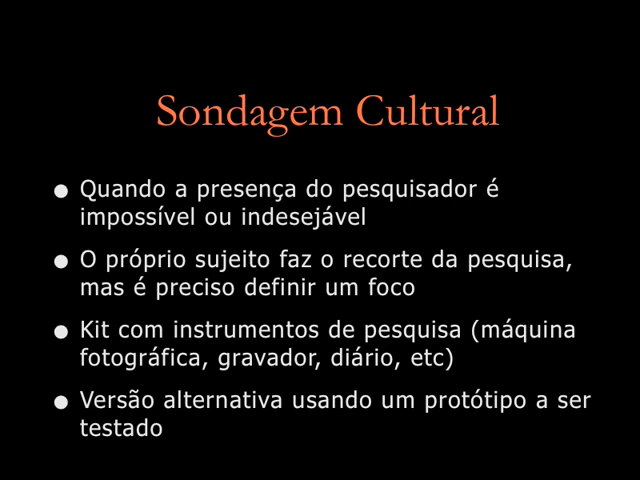 Sondagem Cultural
• Quando a presença do pesquisador é
impossível ou indesejável
• O próprio sujeito faz o recorte da pesquisa,
mas é preciso definir um foco
• Kit com instrumentos de pesquisa (máquina
fotográfica, gravador, diário, etc)
• Versão alternativa usando um protótipo a ser
testado